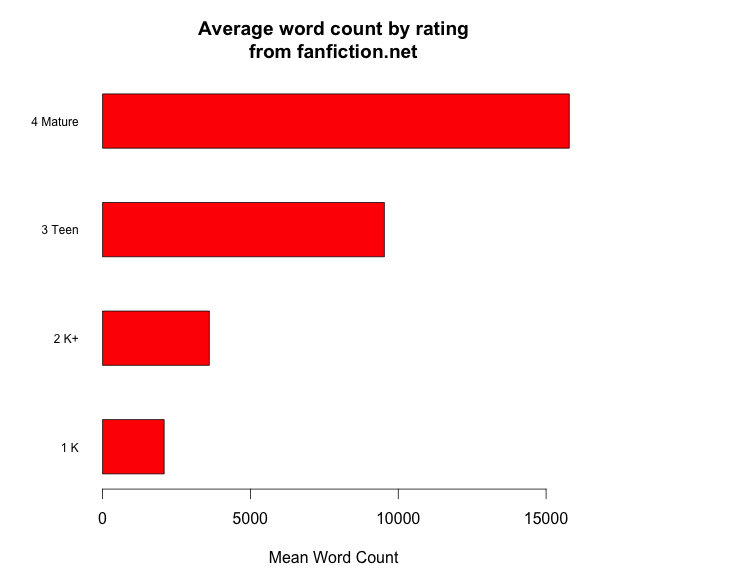 Average word count by rating
from fanfiction.net
4 Mature
3 Teen
2 K+
1 K
0 5000 10000 15000
Mean Word Count